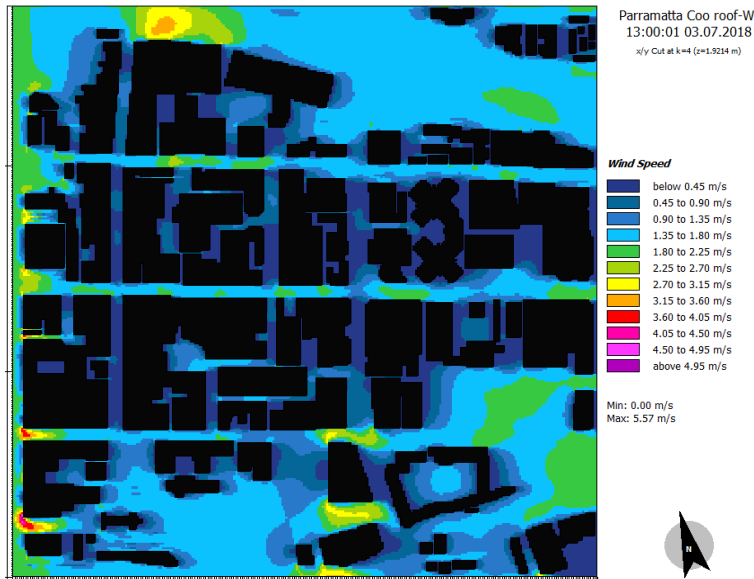 Parramatta Coo roof-W
13:00:01 03.07.2018
x/y Cut at k=4 (z=1.9214 m)
Wind Speed
below 0.45 m/s
0.45 to 0.90 m/s
0.90 to 1.35 m/s
1.35 to 1.80 m/s
1.80 to 2.25 m/s
2.25 to 2.70 m/s
2.70 to 3.15 m/s
3.15 to 3.60 m/s
3.60 to 4.05 m/s
4.05 to 4.50 m/s
4.50 to 4.95 m/s
above 4.95 m/s
Min: 0.00 m/s
Max: 5.57 m/s
N